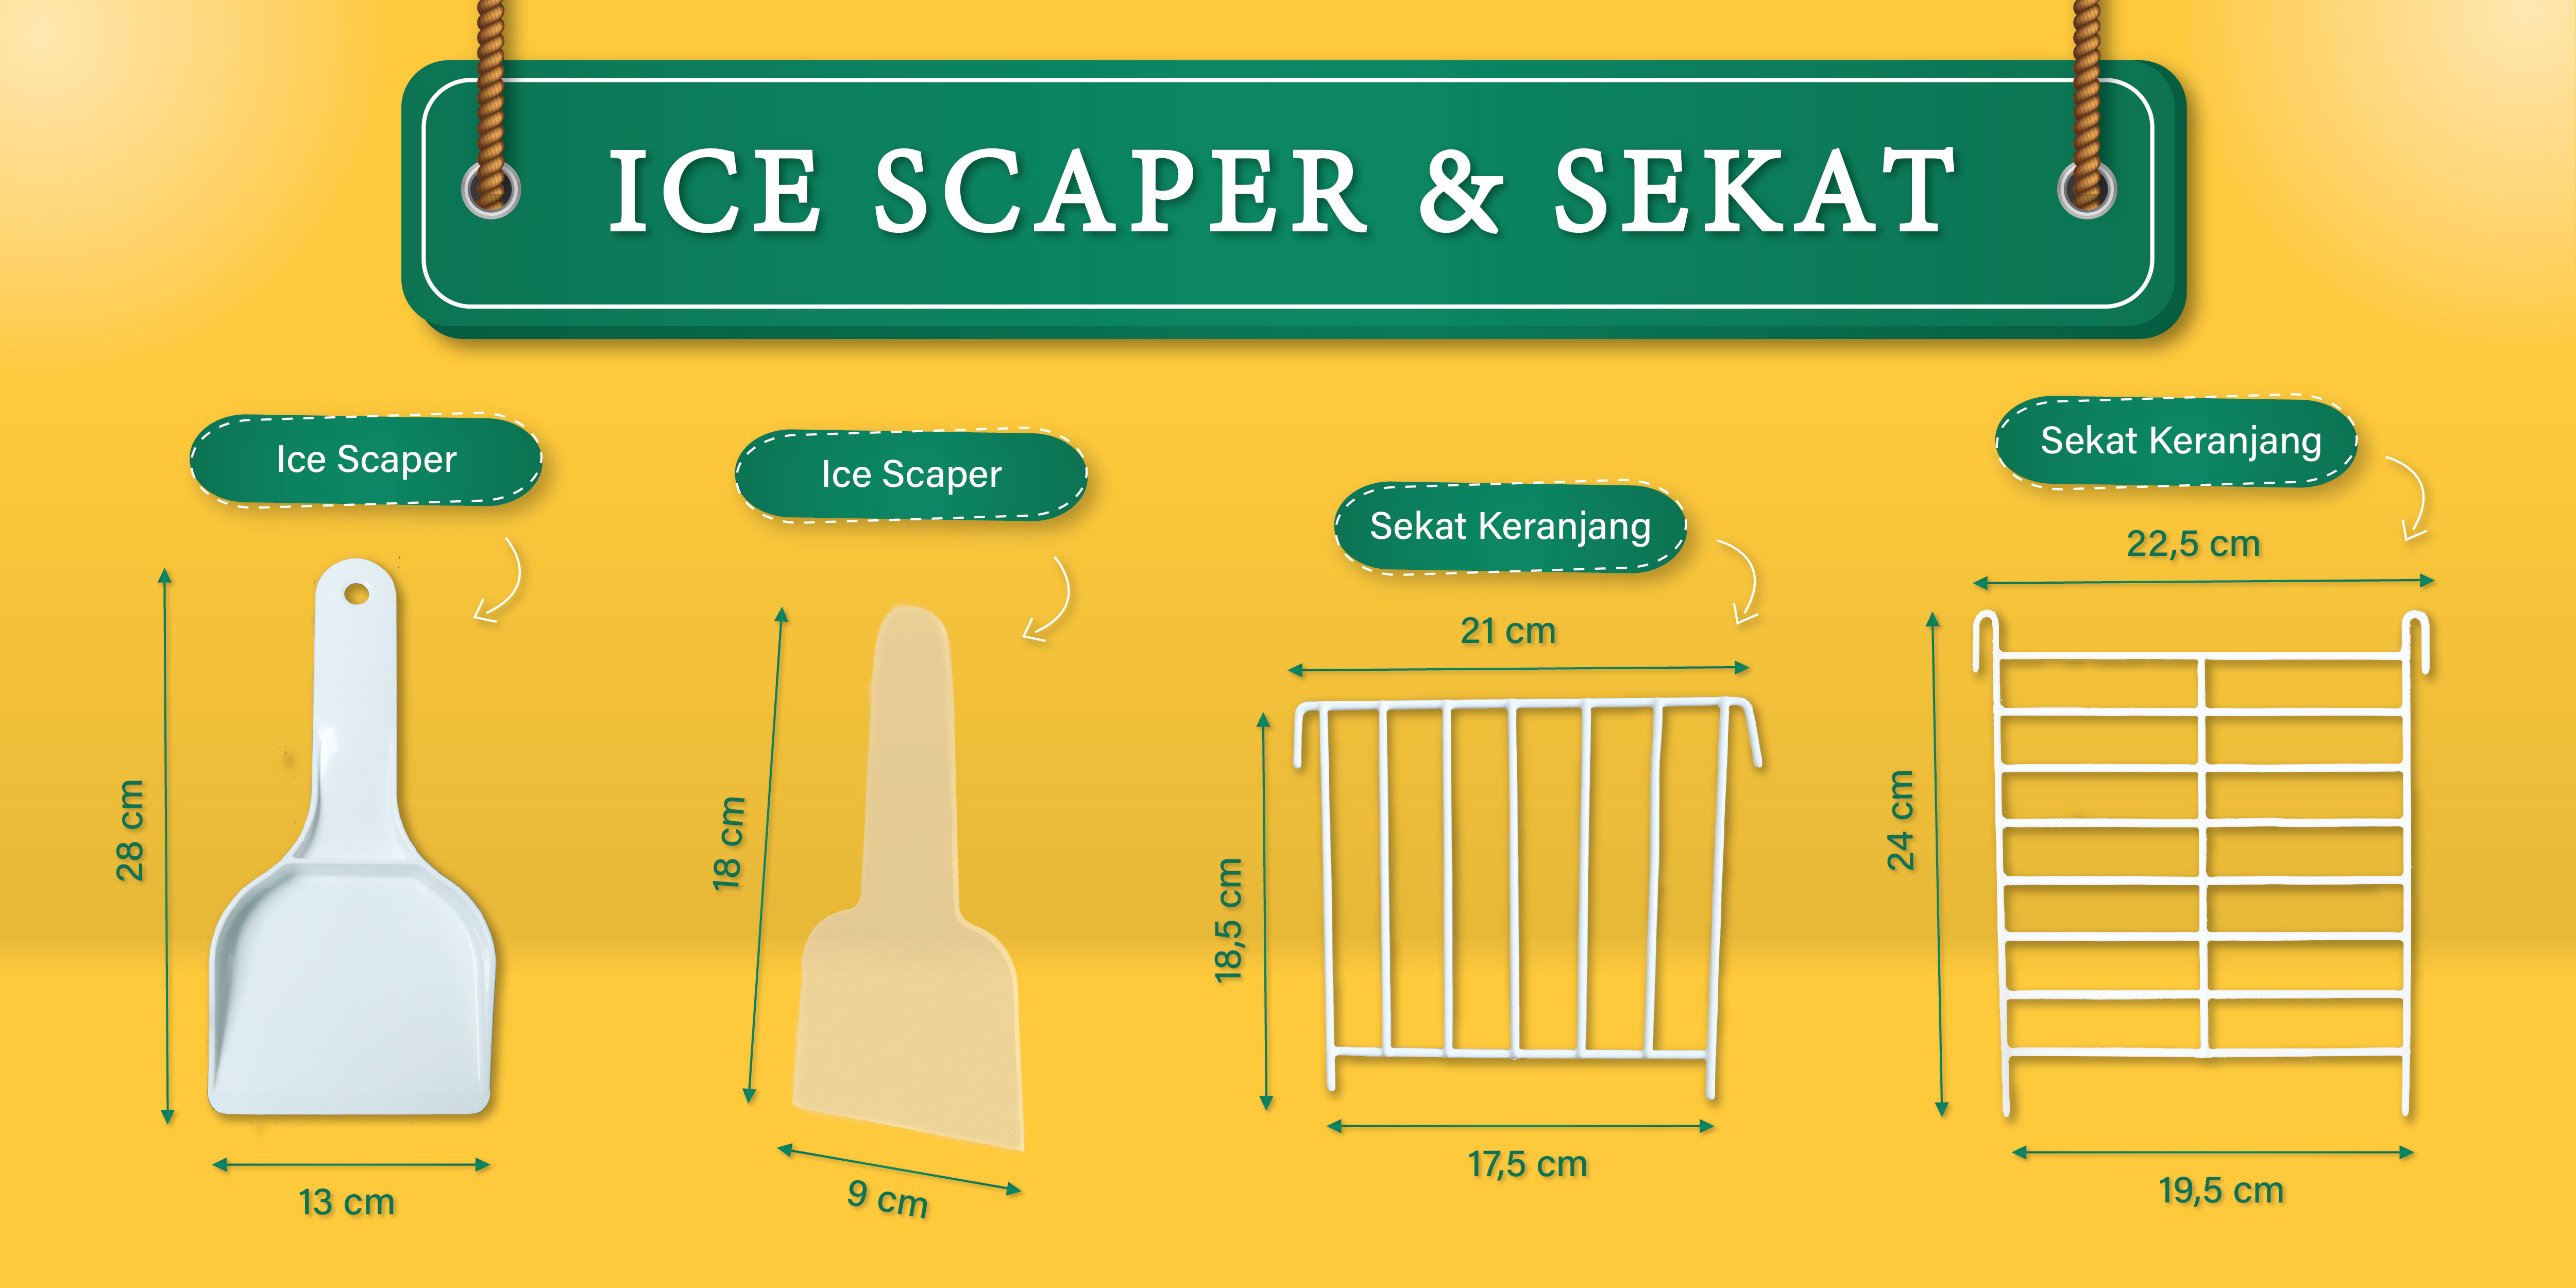 ICE SCAPER & SEKAT
Ice Scaper
28 cm
13 cm
Ice Scaper
18 cm
9 cm
Sekat Keranjang
21 cm
18,5 cm
17,5 cm
Sekat Keranjang
22,5 cm
24 cm
19,5 cm